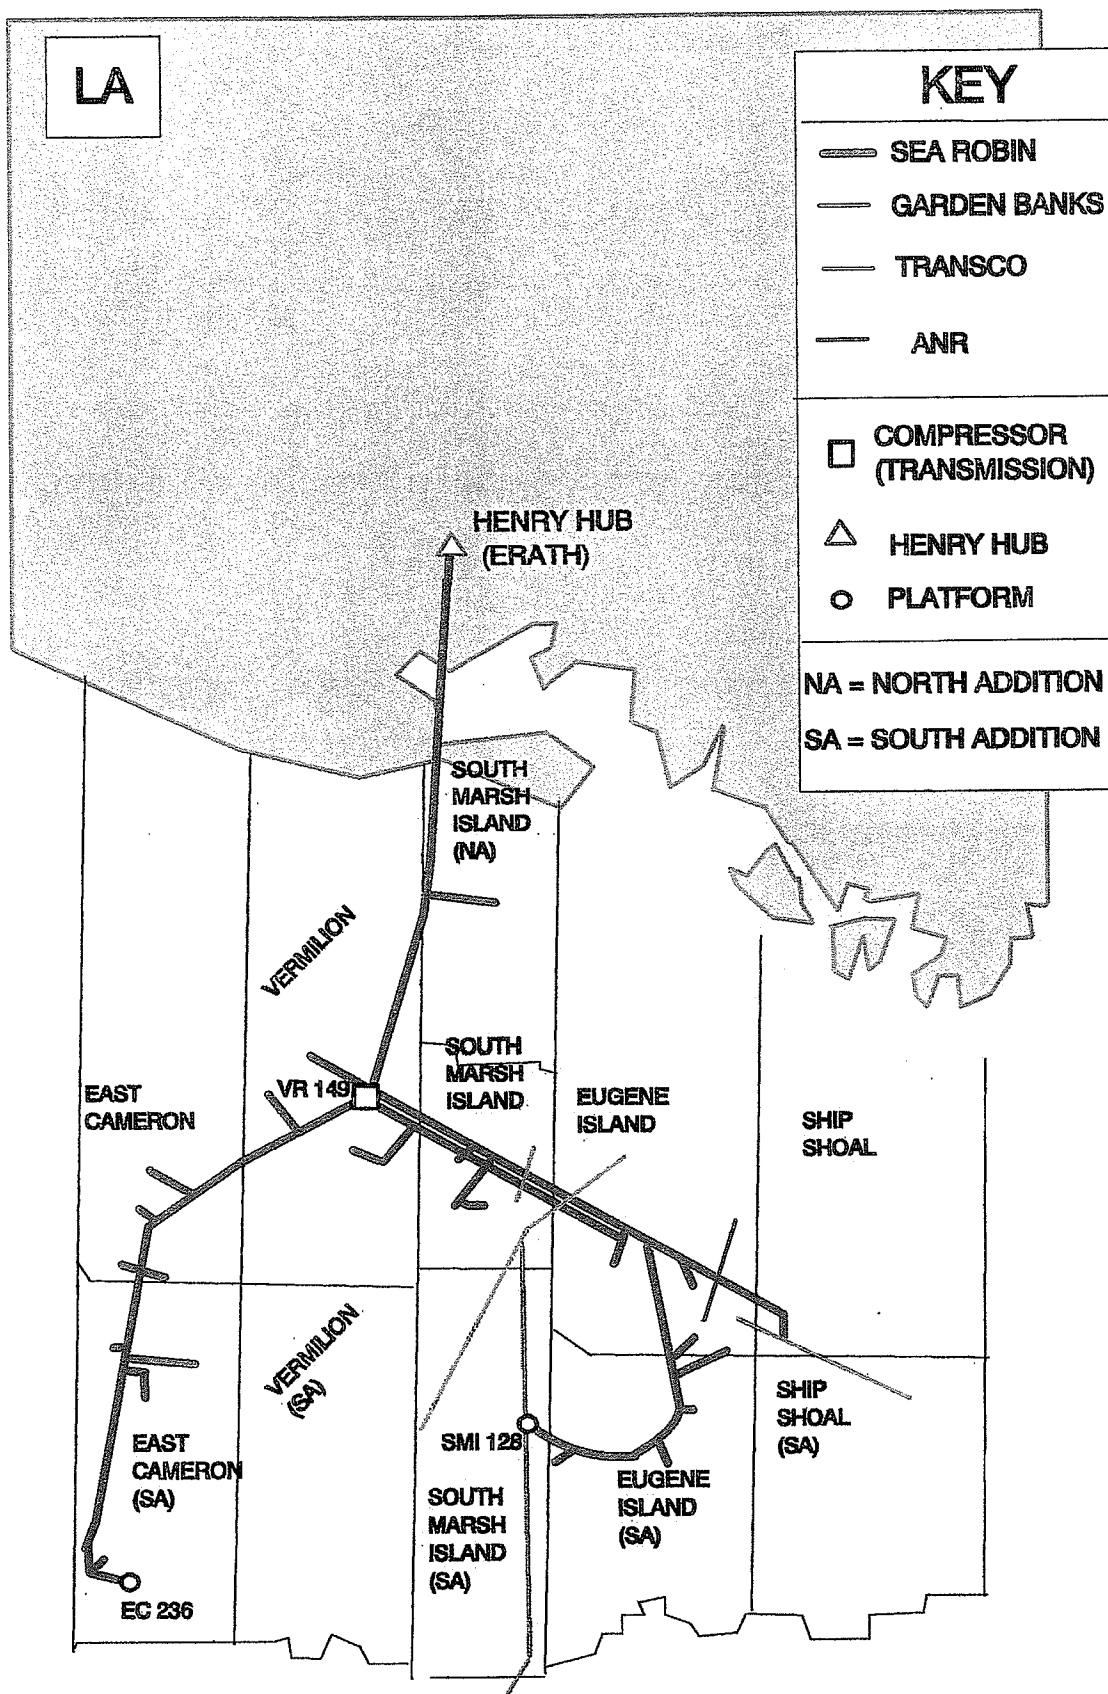 LA
KEY
SEA ROBIN
GARDEN BANKS
TRANSCO
ANR
COMPRESSOR
(TRANSMISSION)
HENRY HUB
PLATFORM
NA = NORTH ADDITION
SA = SOUTH ADDITION
HENRY HUB
(ERATH)
SOUTH
MARSH
ISLAND
(NA)
VERMILION
SOUTH
MARSH
ISLAND
VR 149
EAST
CAMERON
EUGENE
ISLAND
SHIP
SHOAL
VERMILION
(SA)
SHIP
SHOAL
(SA)
SMI 128
EAST
CAMERON
(SA)
SOUTH
MARSH
ISLAND
(SA)
EUGENE
ISLAND
(SA)
EC 236